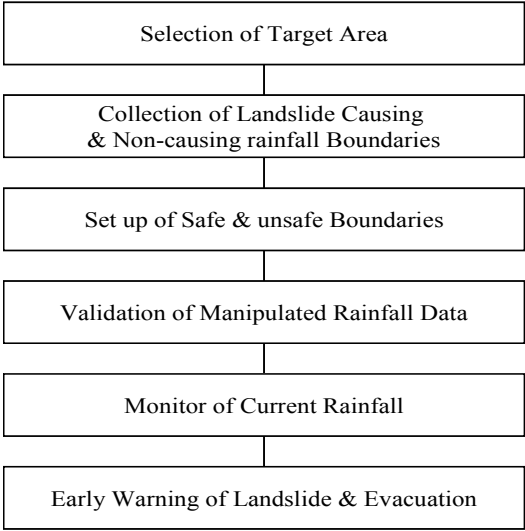 Selection of Target Area
Collection of Landslide Causing
& Non-causing rainfall Boundaries
Set up of Safe & unsafe Boundaries
Validation of Manipulated Rainfall Data
Monitor of Current Rainfall
Early Warning of Landslide & Evacuation